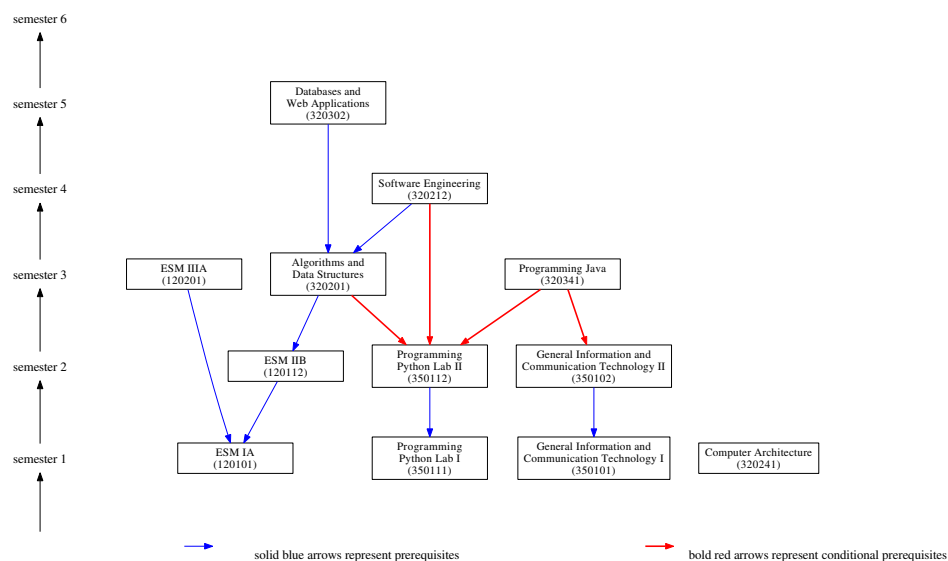 semester 6
semester 5
Databases and
Web Applications
(320302)
semester 4
Software Engineering
(320212)
semester 3
ESM IIIA
(120201)
Algorithms and
Data Structures
(320201)
Programming Java
(320341)
semester 2
ESM IIB
(120112)
Programming
Python Lab II
(350112)
General Information and
Communication Technology II
(350102)
semester 1
ESM IA
(120101)
Programming
Python Lab I
(350111)
General Information and
Communication Technology I
(350101)
Computer Architecture
(320241)
solid blue arrows represent prerequisites
bold red arrows represent conditional prerequisites